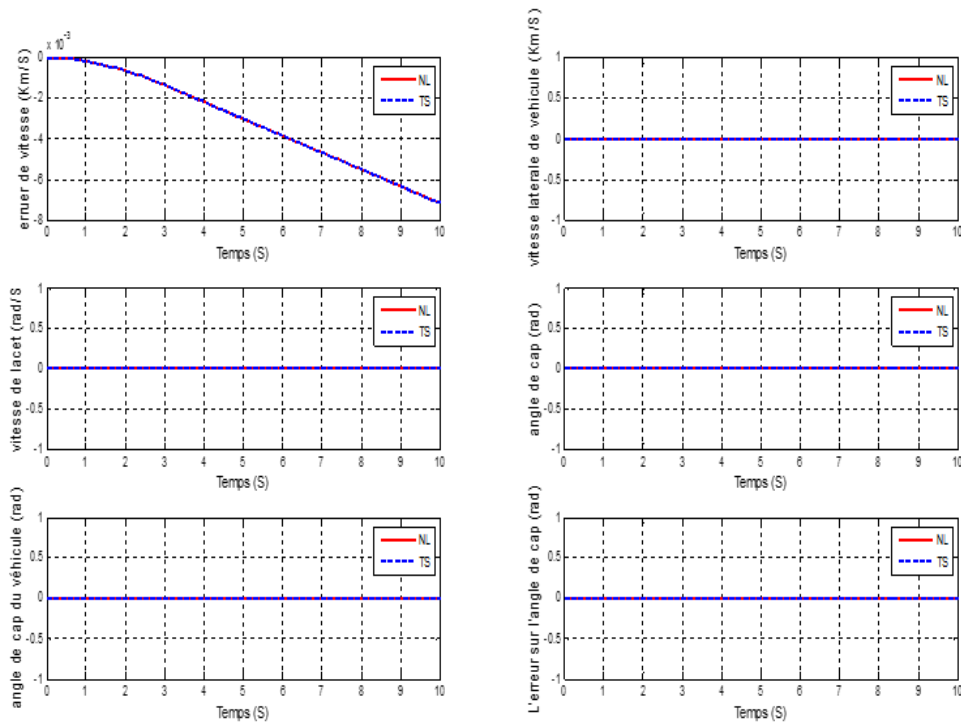 x 10⁻³
erruer de vitesse (Km/S)
0
-2
-4
-6
-8
NL
TS
0 1 2 3 4 5 6 7 8 9 10
Temps (S)
vitesse laterale de véhicule (Km/S)
1
0.5
0
-0.5
-1
NL
TS
0 1 2 3 4 5 6 7 8 9 10
Temps (S)
vitesse de lacet (rad/S
1
0.5
0
-0.5
-1
NL
TS
0 1 2 3 4 5 6 7 8 9 10
Temps (S)
angle de cap (rad)
1
0.5
0
-0.5
-1
NL
TS
0 1 2 3 4 5 6 7 8 9 10
Temps (S)
angle de cap du véhicule (rad)
1
0.5
0
-0.5
-1
NL
TS
0 1 2 3 4 5 6 7 8 9 10
Temps (S)
L'erreur sur l'angle de cap (rad)
1
0.5
0
-0.5
-1
NL
TS
0 1 2 3 4 5 6 7 8 9 10
Temps (S)